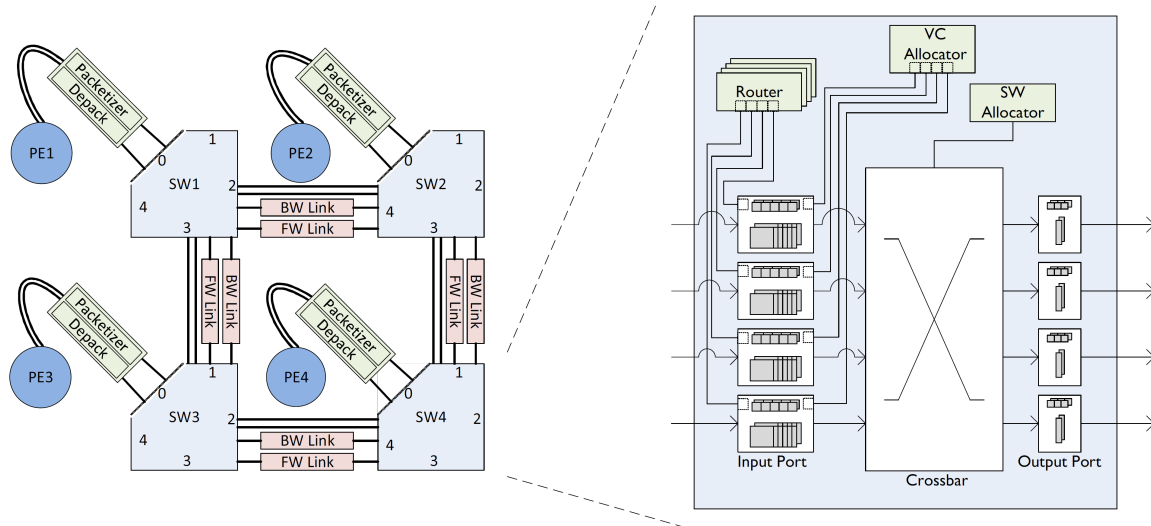 Packetizer
Depack
PE1
0
1
2
3
4
SW1
Packetizer
Depack
PE2
0
1
2
3
4
SW2
BW Link
FW Link
FW Link
BW Link
FW Link
BW Link
Packetizer
Depack
PE3
0
1
2
3
4
SW3
Packetizer
Depack
PE4
0
1
2
3
4
SW4
BW Link
FW Link
VC
Allocator
Router
SW
Allocator
Input Port
Crossbar
Output Port